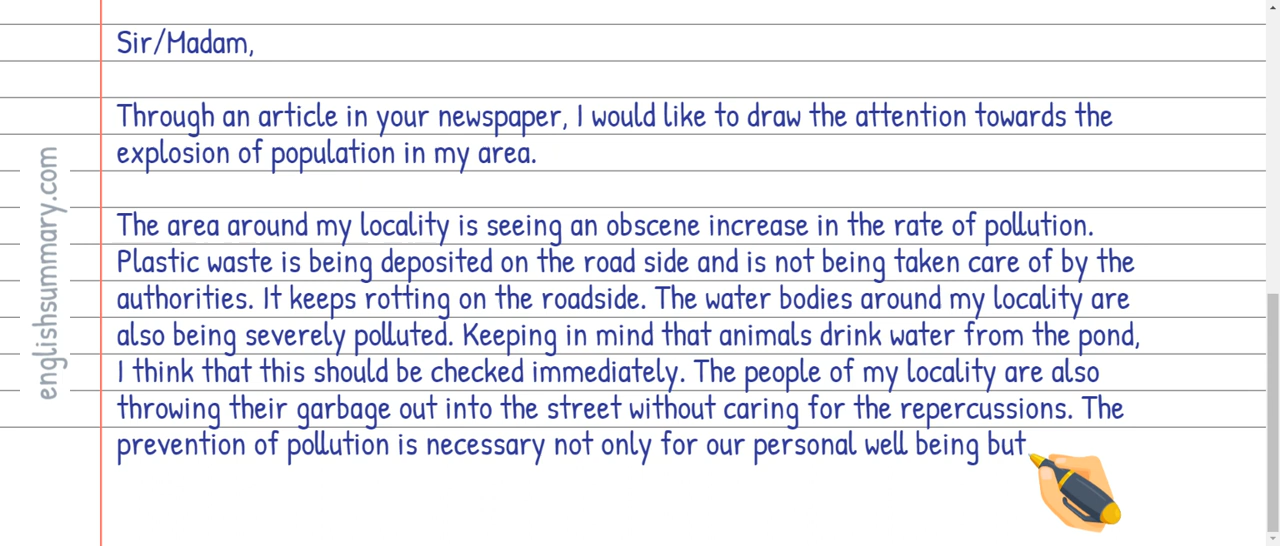 Sir/Madam,
Through an article in your newspaper, I would like to draw the attention towards the
explosion of population in my area.
The area around my locality is seeing an obscene increase in the rate of pollution.
Plastic waste is being deposited on the road side and is not being taken care of by the
authorities. It keeps rotting on the roadside. The water bodies around my locality are
also being severely polluted. Keeping in mind that animals drink water from the pond,
I think that this should be checked immediately. The people of my locality are also
throwing their garbage out into the street without caring for the repercussions. The
prevention of pollution is necessary not only for our personal well being but
englishsummary.com